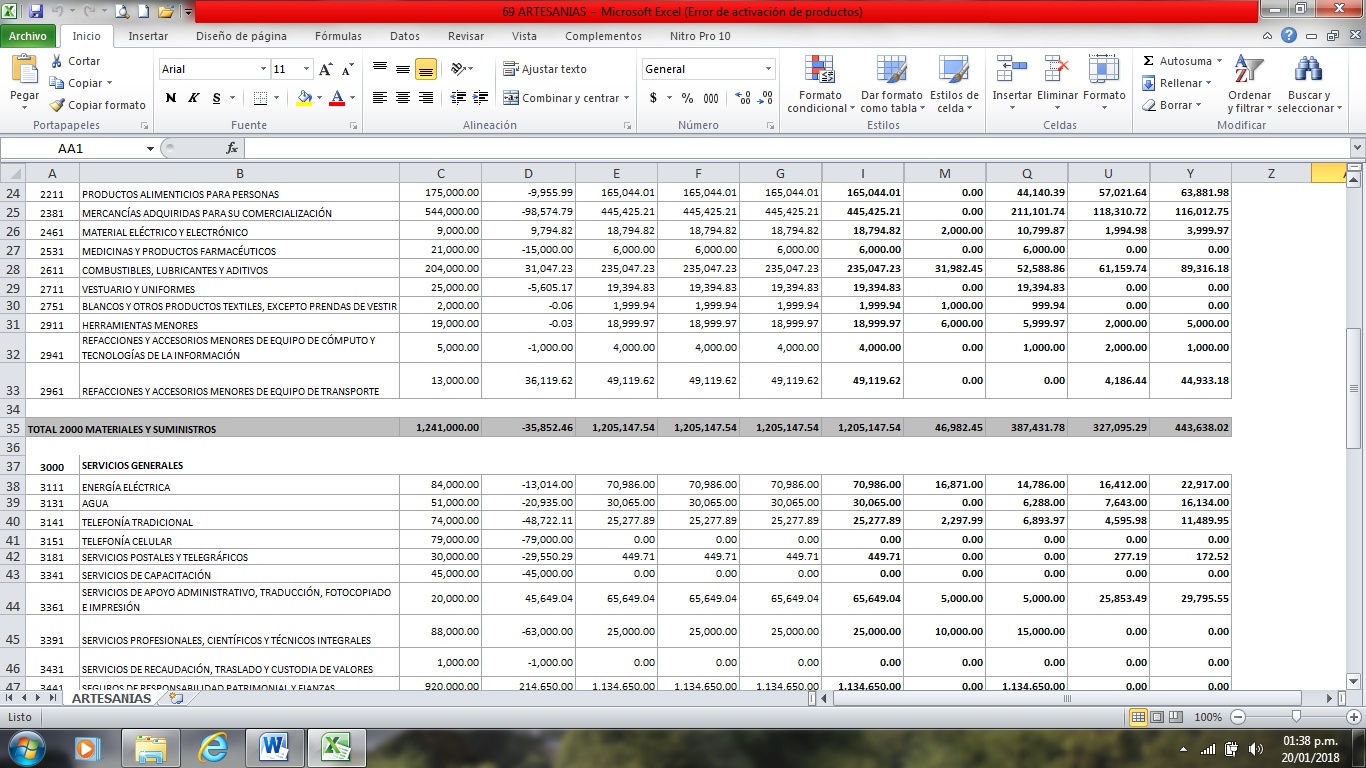 69 ARTESANIAS - Microsoft Excel (Error de activación de productos)
Archivo Inicio Insertar Diseño de página Fórmulas Datos Revisar Vista Complementos Nitro Pro 10
Pegar
Cortar
Copiar
Copiar formato
Portapapeles
Arial 11
N K S
Fuente
Ajustar texto
Combinar y centrar
Alineación
General
$ % 000
Número
Formato condicional
Dar formato como tabla
Estilos de celda
Estilos
Insertar Eliminar Formato
Celdas
Σ Autosuma
Rellenar
Borrar
Ordenar y filtrar
Buscar y seleccionar
Modificar
AA1 fx
A B C D E F G I M Q U Y Z
24 2211 PRODUCTOS ALIMENTICIOS PARA PERSONAS 175,000.00 -9,955.99 165,044.01 165,044.01 165,044.01 165,044.01 0.00 44,140.39 57,021.64 63,881.98
25 2381 MERCANCÍAS ADQUIRIDAS PARA SU COMERCIALIZACIÓN 544,000.00 -98,574.79 445,425.21 445,425.21 445,425.21 445,425.21 0.00 211,101.74 118,310.72 116,012.75
26 2461 MATERIAL ELÉCTRICO Y ELECTRÓNICO 9,000.00 9,794.82 18,794.82 18,794.82 18,794.82 18,794.82 2,000.00 10,799.87 1,994.98 3,999.97
27 2531 MEDICINAS Y PRODUCTOS FARMACÉUTICOS 21,000.00 -15,000.00 6,000.00 6,000.00 6,000.00 6,000.00 0.00 6,000.00 0.00 0.00
28 2611 COMBUSTIBLES, LUBRICANTES Y ADITIVOS 204,000.00 31,047.23 235,047.23 235,047.23 235,047.23 235,047.23 31,982.45 52,588.86 61,159.74 89,316.18
29 2711 VESTUARIO Y UNIFORMES 25,000.00 -5,605.17 19,394.83 19,394.83 19,394.83 19,394.83 0.00 19,394.83 0.00 0.00
30 2751 BLANCOS Y OTROS PRODUCTOS TEXTILES, EXCEPTO PRENDAS DE VESTIR 2,000.00 -0.06 1,999.94 1,999.94 1,999.94 1,999.94 1,000.00 999.94 0.00 0.00
31 2911 HERRAMIENTAS MENORES 19,000.00 -0.03 18,999.97 18,999.97 18,999.97 18,999.97 6,000.00 5,999.97 2,000.00 5,000.00
REFACCIONES Y ACCESORIOS MENORES DE EQUIPO DE CÓMPUTO Y
32 2941 TECNOLOGÍAS DE LA INFORMACIÓN 5,000.00 -1,000.00 4,000.00 4,000.00 4,000.00 4,000.00 0.00 1,000.00 2,000.00 1,000.00
33 2961 REFACCIONES Y ACCESORIOS MENORES DE EQUIPO DE TRANSPORTE 13,000.00 36,119.62 49,119.62 49,119.62 49,119.62 49,119.62 0.00 0.00 4,186.44 44,933.18
34
35 TOTAL 2000 MATERIALES Y SUMINISTROS 1,241,000.00 -35,852.46 1,205,147.54 1,205,147.54 1,205,147.54 1,205,147.54 46,982.45 387,431.78 327,095.29 443,638.02
36
37 3000 SERVICIOS GENERALES
38 3111 ENERGÍA ELÉCTRICA 84,000.00 -13,014.00 70,986.00 70,986.00 70,986.00 70,986.00 16,871.00 14,786.00 16,412.00 22,917.00
39 3131 AGUA 51,000.00 -20,935.00 30,065.00 30,065.00 30,065.00 30,065.00 0.00 6,288.00 7,643.00 16,134.00
40 3141 TELEFONÍA TRADICIONAL 74,000.00 -48,722.11 25,277.89 25,277.89 25,277.89 25,277.89 2,297.99 6,893.97 4,595.98 11,489.95
41 3151 TELEFONÍA CELULAR 79,000.00 -79,000.00 0.00 0.00 0.00 0.00 0.00 0.00 0.00 0.00
42 3181 SERVICIOS POSTALES Y TELEGRÁFICOS 30,000.00 -29,550.29 449.71 449.71 449.71 449.71 0.00 0.00 277.19 172.52
43 3341 SERVICIOS DE CAPACITACIÓN 45,000.00 -45,000.00 0.00 0.00 0.00 0.00 0.00 0.00 0.00 0.00
SERVICIOS DE APOYO ADMINISTRATIVO, TRADUCCIÓN, FOTOCOPIADO
44 3361 E IMPRESIÓN 20,000.00 45,649.04 65,649.04 65,649.04 65,649.04 65,649.04 5,000.00 5,000.00 25,853.49 29,795.55
45 3391 SERVICIOS PROFESIONALES, CIENTÍFICOS Y TÉCNICOS INTEGRALES 88,000.00 -63,000.00 25,000.00 25,000.00 25,000.00 25,000.00 10,000.00 15,000.00 0.00 0.00
46 3431 SERVICIOS DE RECAUDACIÓN, TRASLADO Y CUSTODIA DE VALORES 1,000.00 -1,000.00 0.00 0.00 0.00 0.00 0.00 0.00 0.00 0.00
47 3441 SEGUROS DE RESPONSABILIDAD PATRIMONIAL Y FIANZAS 920,000.00 214,650.00 1,134,650.00 1,134,650.00 1,134,650.00 1,134,650.00 0.00 1,134,650.00 0.00 0.00
ARTESANIAS
Listo 100%
01:38 p.m.
20/01/2018